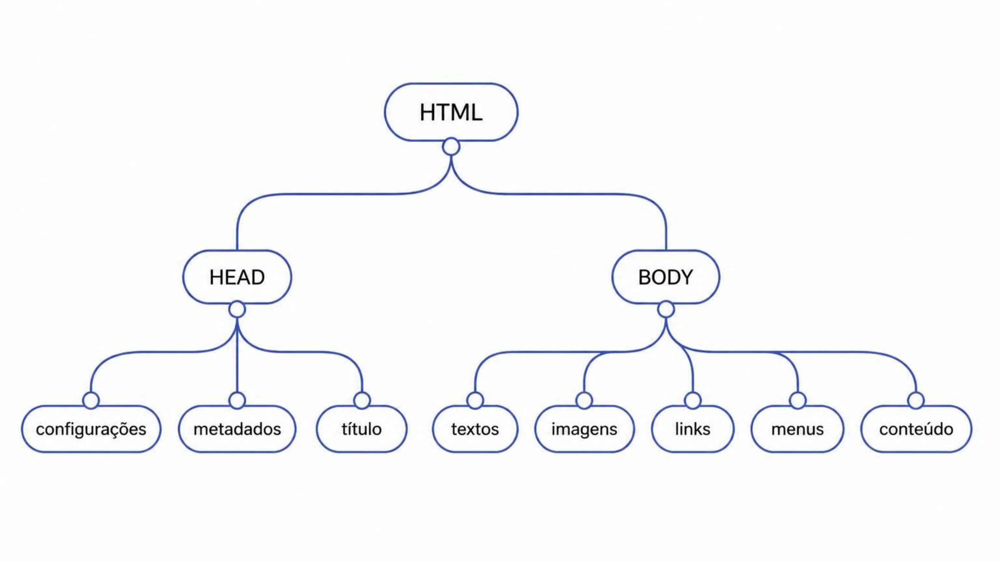 HTML
HEAD
BODY
configurações
metadados
título
textos
imagens
links
menus
conteúdo